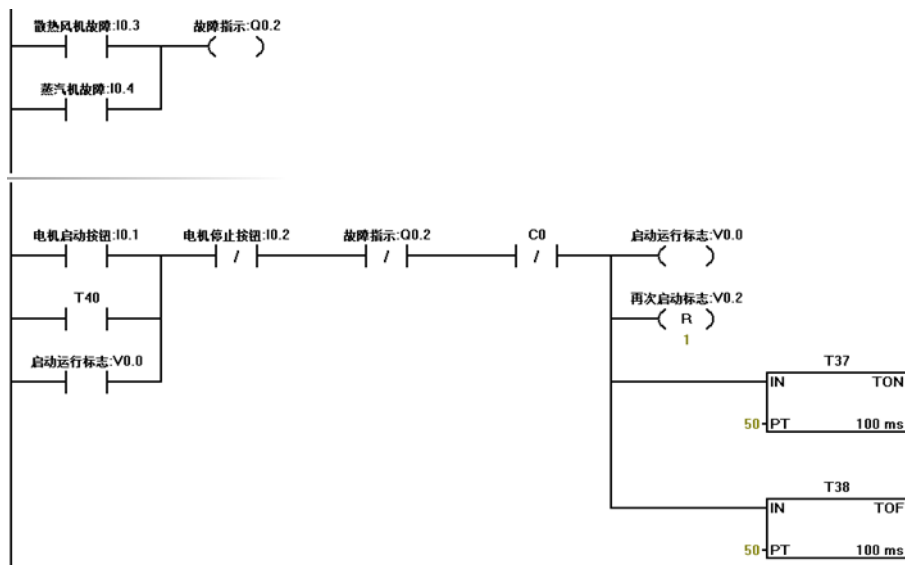 散热风机故障:I0.3
故障指示:Q0.2
蒸汽机故障:I0.4
电机启动按钮:I0.1
电机停止按钮:I0.2
故障指示:Q0.2
C0
启动运行标志:V0.0
/
/
/
T40
再次启动标志:V0.2
R
1
启动运行标志:V0.0
T37
IN
TON
50
PT
100 ms
T38
IN
TOF
50
PT
100 ms